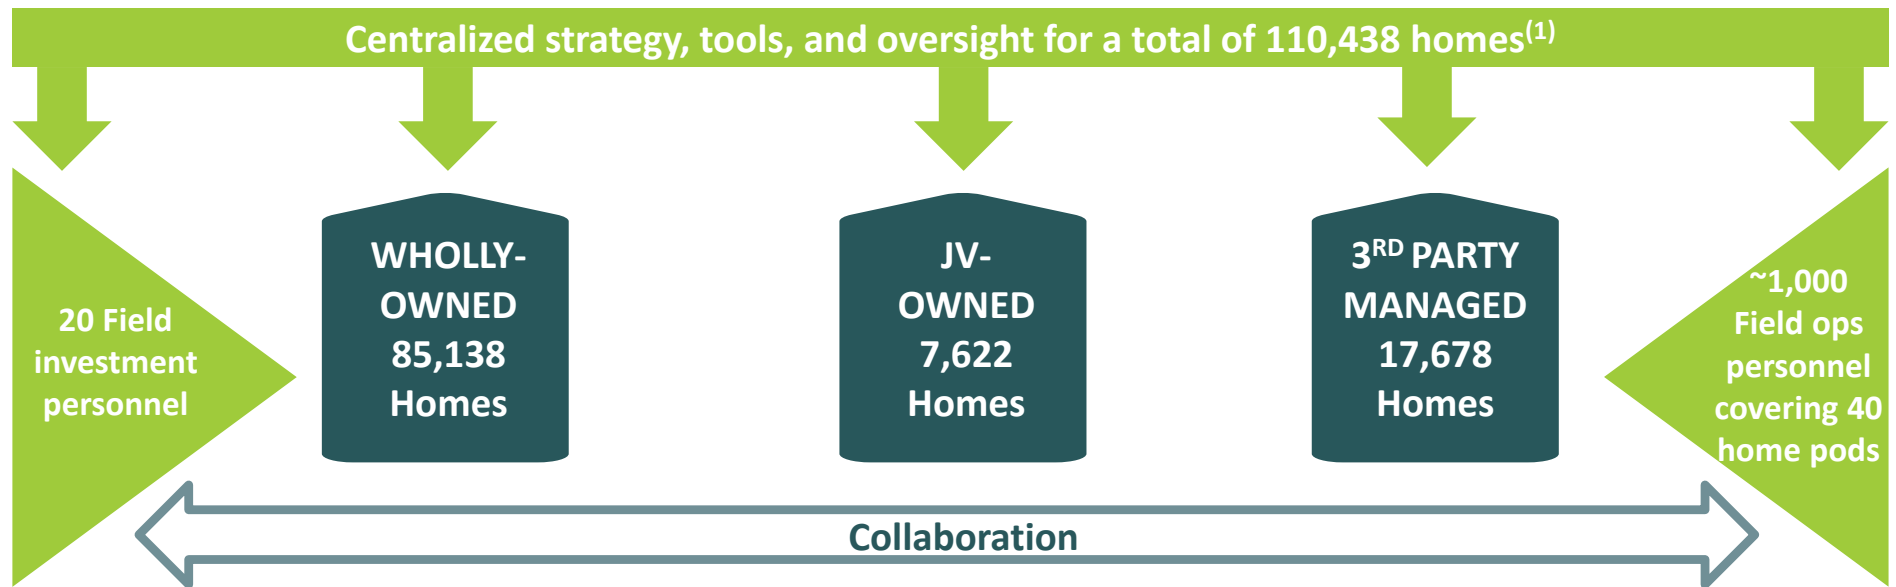 Centralized strategy, tools, and oversight for a total of 110,438 homes(1)
20 Field
investment
personnel
WHOLLY-
OWNED
85,138
Homes
JV-
OWNED
7,622
Homes
3RD PARTY
MANAGED
17,678
Homes
~1,000
Field ops
personnel
covering 40
home pods
Collaboration